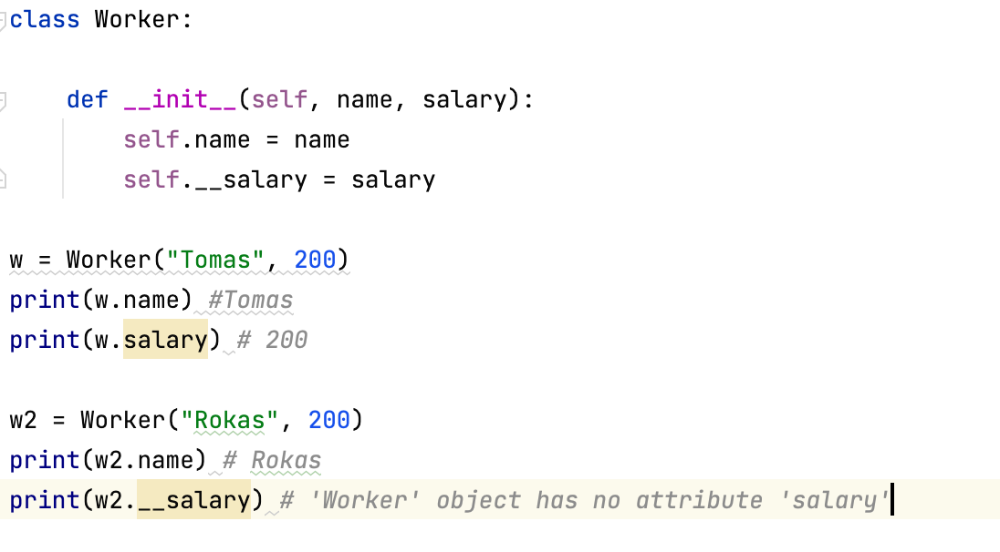 class Worker:
    def __init__(self, name, salary):
        self.name = name
        self.__salary = salary
w = Worker("Tomas", 200)
print(w.name) #Tomas
print(w.salary) # 200
w2 = Worker("Rokas", 200)
print(w2.name) # Rokas
print(w2.__salary) # 'Worker' object has no attribute 'salary'